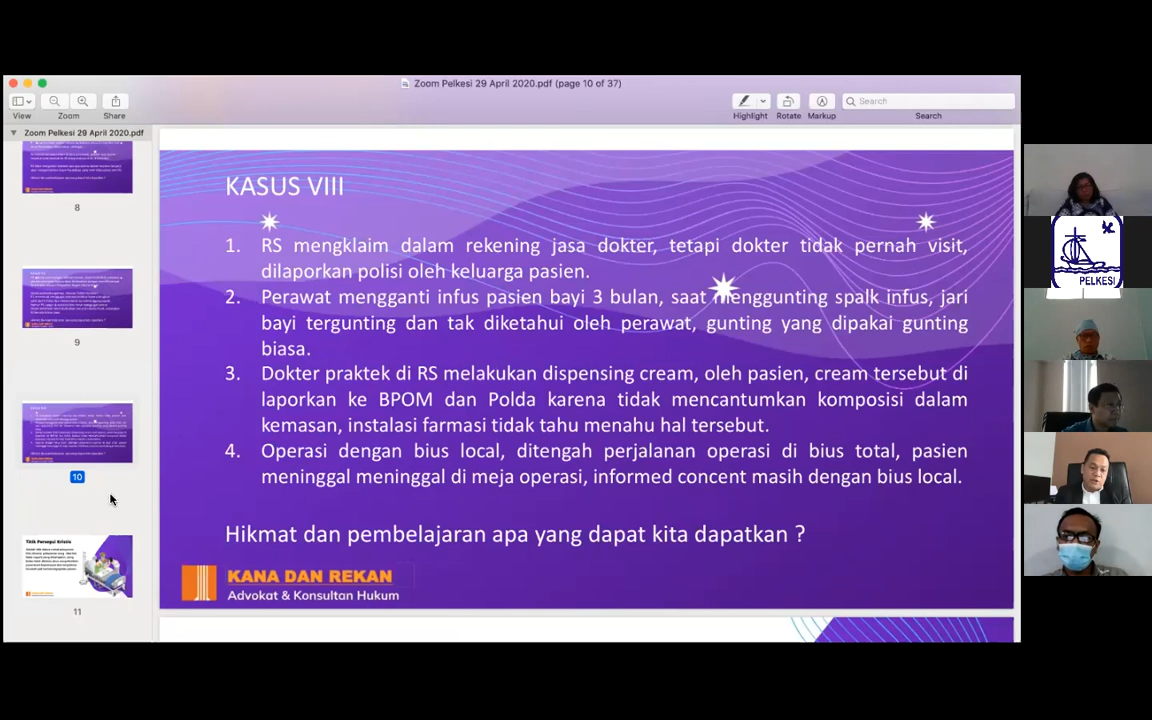 Zoom Pelkesi 29 April 2020.pdf (page 10 of 37)
View
Zoom
Share
Highlight
Rotate
Markup
Search
Search
Zoom Pelkesi 29 April 2020.pdf
8
9
10
Titik Persepsi Krisis
11
KASUS VIII
1. RS mengklaim dalam rekening jasa dokter, tetapi dokter tidak pernah visit,
dilaporkan polisi oleh keluarga pasien.
2. Perawat mengganti infus pasien bayi 3 bulan, saat menggunting spalk infus, jari
bayi tergunting dan tak diketahui oleh perawat, gunting yang dipakai gunting
biasa.
3. Dokter praktek di RS melakukan dispensing cream, oleh pasien, cream tersebut di
laporkan ke BPOM dan Polda karena tidak mencantumkan komposisi dalam
kemasan, instalasi farmasi tidak tahu menahu hal tersebut.
4. Operasi dengan bius local, ditengah perjalanan operasi di bius total, pasien
meninggal meninggal di meja operasi, informed concent masih dengan bius local.
Hikmat dan pembelajaran apa yang dapat kita dapatkan ?
KANA DAN REKAN
Advokat & Konsultan Hukum
PELKESI